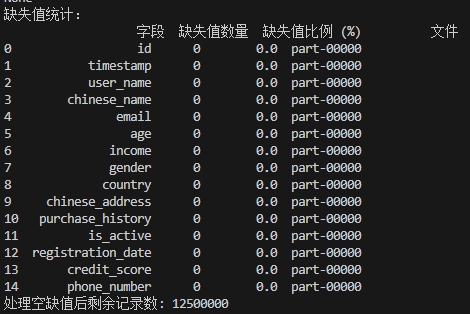 None
缺失值统计：
字段 缺失值数量 缺失值比例 (%) 文件
0 id 0 0.0 part-00000
1 timestamp 0 0.0 part-00000
2 user_name 0 0.0 part-00000
3 chinese_name 0 0.0 part-00000
4 email 0 0.0 part-00000
5 age 0 0.0 part-00000
6 income 0 0.0 part-00000
7 gender 0 0.0 part-00000
8 country 0 0.0 part-00000
9 chinese_address 0 0.0 part-00000
10 purchase_history 0 0.0 part-00000
11 is_active 0 0.0 part-00000
12 registration_date 0 0.0 part-00000
13 credit_score 0 0.0 part-00000
14 phone_number 0 0.0 part-00000
处理空缺值后剩余记录数: 12500000